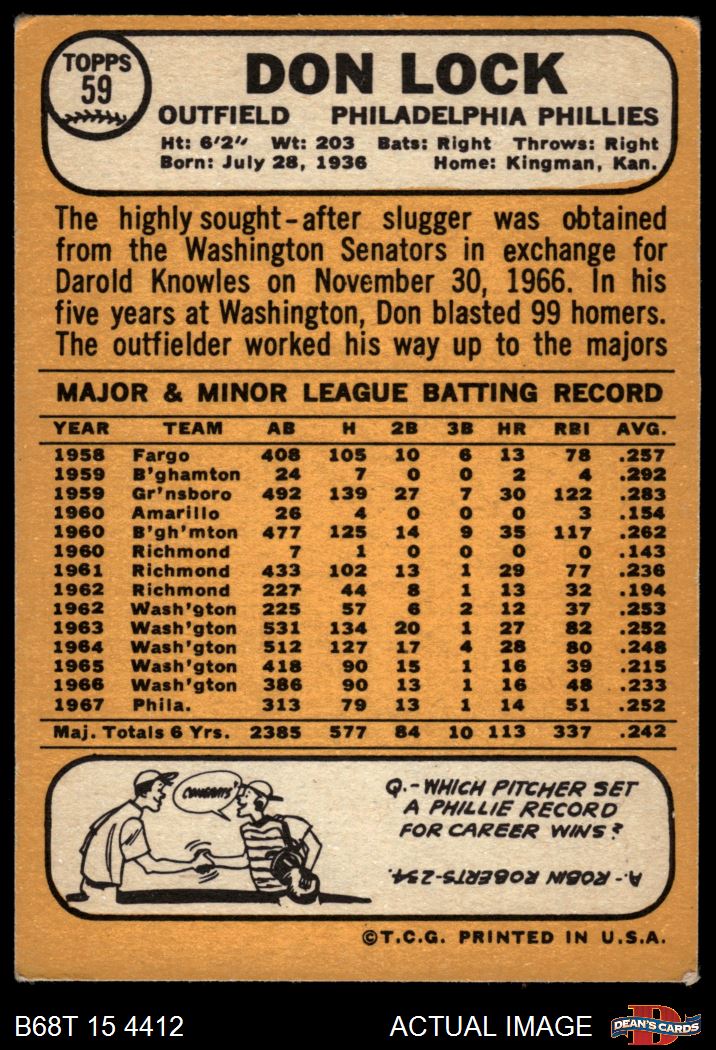 TOPPS
59
DON LOCK
OUTFIELD PHILADELPHIA PHILLIES
Ht: 6'2" Wt: 203 Bats: Right Throws: Right
Born: July 28, 1936 Home: Kingman, Kan.
The highly sought-after slugger was obtained
from the Washington Senators in exchange for
Darold Knowles on November 30, 1966. In his
five years at Washington, Don blasted 99 homers.
The outfielder worked his way up to the majors
MAJOR & MINOR LEAGUE BATTING RECORD
YEAR TEAM AB H 2B 3B HR RBI AVG.
1958 Fargo 408 105 10 6 13 78 .257
1959 B'ghamton 24 7 0 0 2 4 .292
1959 Gr'nsboro 492 139 27 7 30 122 .283
1960 Amarillo 26 4 0 0 0 3 .154
1960 B'gh'mton 477 125 14 9 35 117 .262
1960 Richmond 7 1 0 0 0 0 .143
1961 Richmond 433 102 13 1 29 77 .236
1962 Richmond 227 44 8 1 13 32 .194
1962 Wash'gton 225 57 6 2 12 37 .253
1963 Wash'gton 531 134 20 1 27 82 .252
1964 Wash'gton 512 127 17 4 28 80 .248
1965 Wash'gton 418 90 15 1 16 39 .215
1966 Wash'gton 386 90 13 1 16 48 .233
1967 Phila. 313 79 13 1 14 51 .252
Maj. Totals 6 Yrs. 2385 577 84 10 113 337 .242
CONGRATS!
Q.-WHICH PITCHER SET
A PHILLIE RECORD
FOR CAREER WINS?
A.-ROBIN ROBERTS-234.
©T.C.G. PRINTED IN U.S.A.
B68T 15 4412
ACTUAL IMAGE
D
DEAN'S CARDS